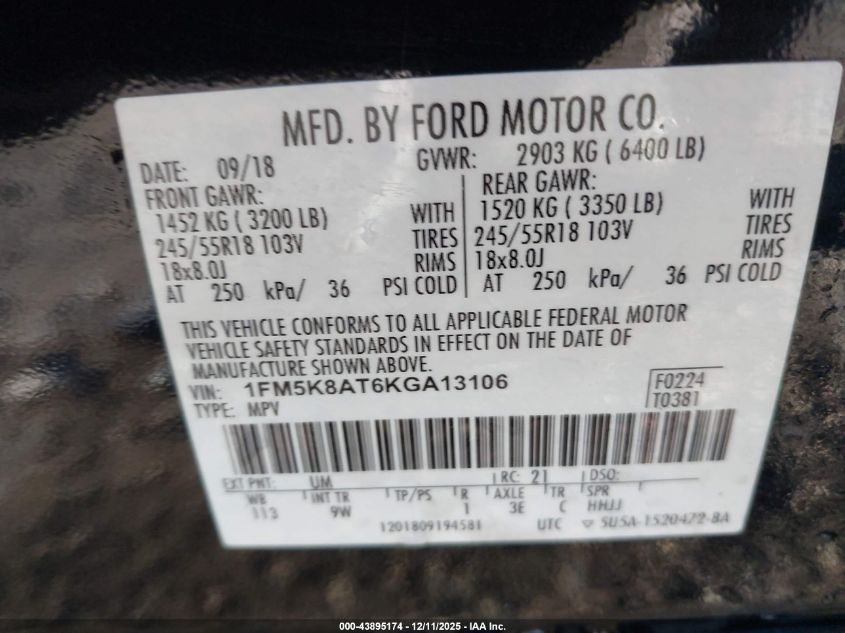 MFD. BY FORD MOTOR CO.
DATE: 09/18 GVWR: 2903 KG ( 6400 LB)
FRONT GAWR: REAR GAWR:
1452 KG ( 3200 LB) WITH 1520 KG ( 3350 LB) WITH
245/55R18 103V TIRES 245/55R18 103V TIRES
18x8.0J RIMS 18x8.0J RIMS
AT 250 kPa/ 36 PSI COLD AT 250 kPa/ 36 PSI COLD
THIS VEHICLE CONFORMS TO ALL APPLICABLE FEDERAL MOTOR
VEHICLE SAFETY STANDARDS IN EFFECT ON THE DATE OF
MANUFACTURE SHOWN ABOVE.
VIN: 1FM5K8AT6KGA13106 F0224
TYPE: MPV T0381
EXT PNT: UM RC: 21 DSO:
WB INT TR TP/PS R AXLE TR SPR
113 9W 1 3E C HHJJ
1201809194581 UTC 5U5A-1520472-BA
000-43895174 - 12/11/2025 - IAA Inc.